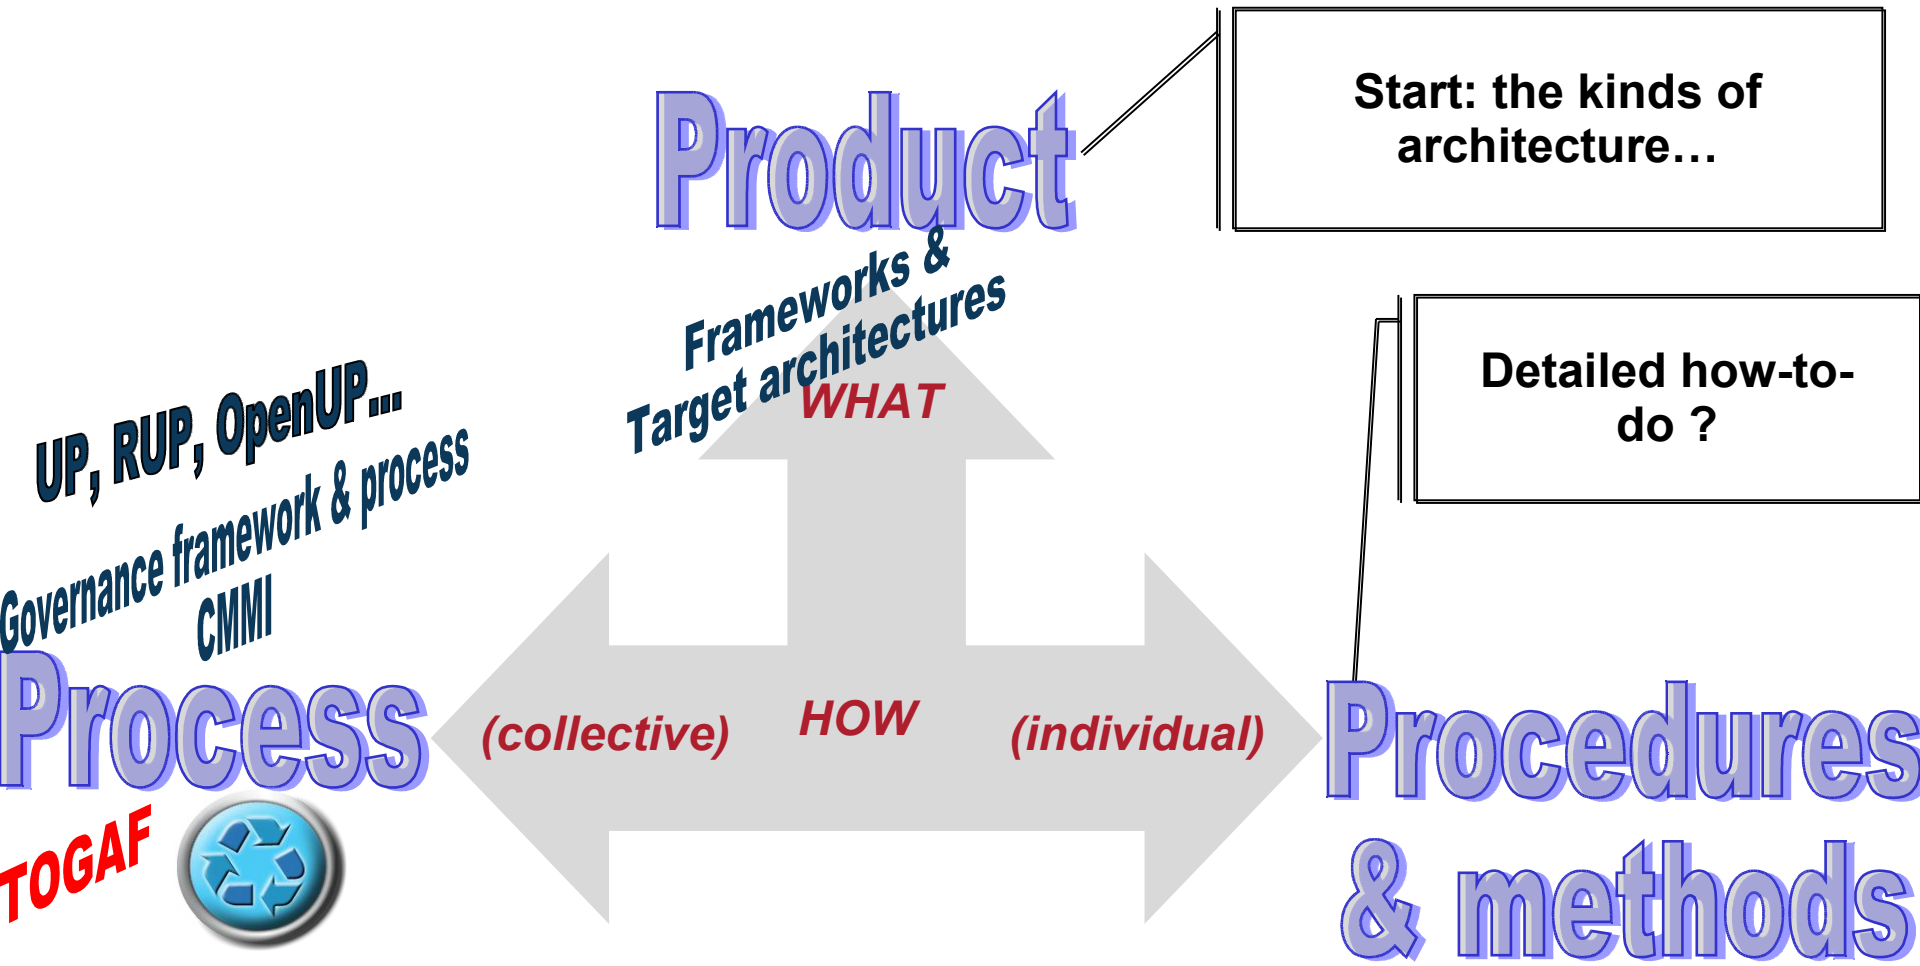 Start: the kinds of
architecture…
Product
Frameworks &
Target architectures
WHAT
Detailed how-to-
do ?
UP, RUP, OpenUP...
Governance framework & process
CMMI
Process
(collective)
HOW
(individual)
Procedures
& methods
TOGAF